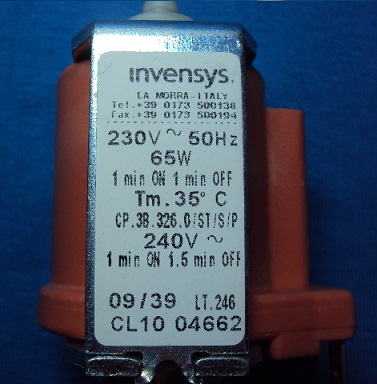 invensys.
LA MORRA-ITALY
Tel.+39 0173 500138
Fax.+39 0173 500194
230V ~ 50Hz
65W
1 min ON 1 min OFF
Tm.35° C
CP.38.326.0/ST/S/P
240V ~
1 min ON 1.5 min OFF
09/39 LT.246
CL10 04662